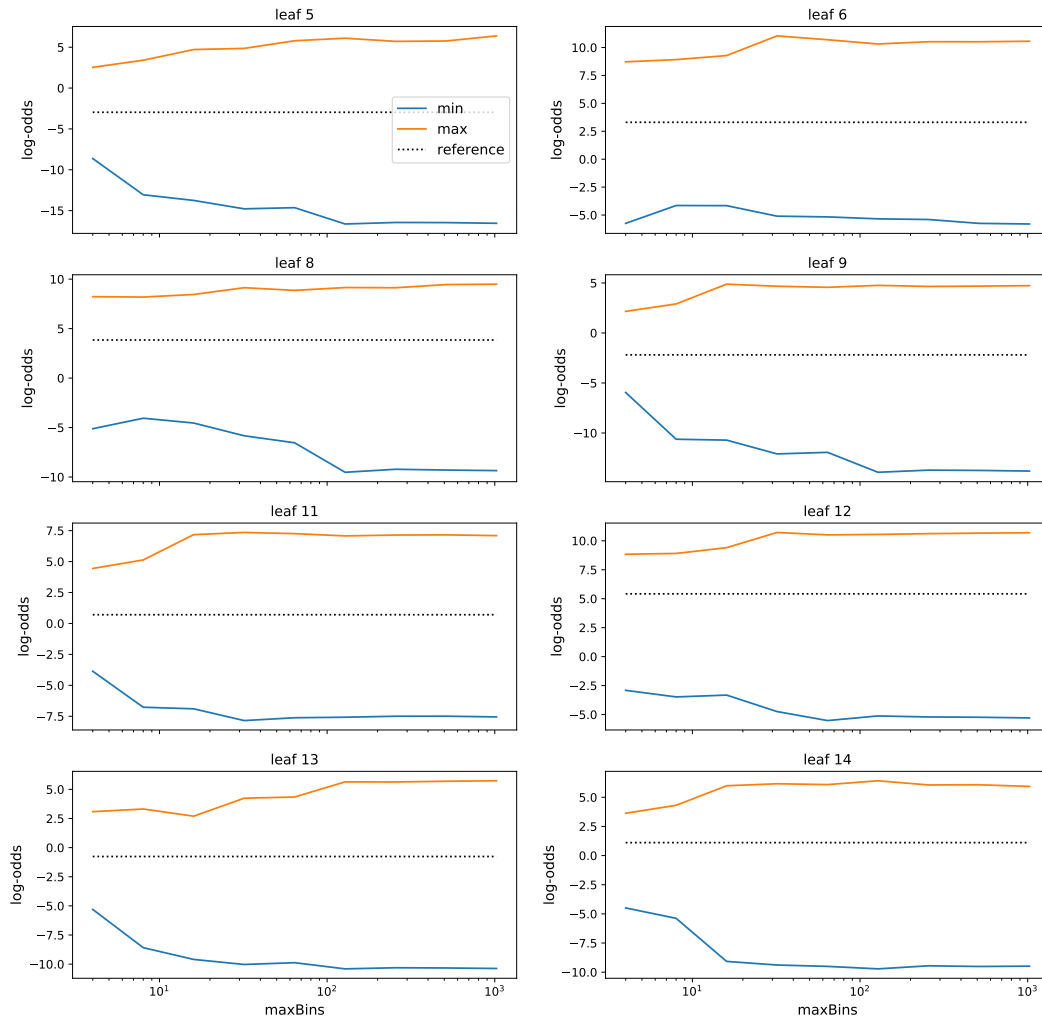 leaf 5
log-odds
5
0
−5
−10
−15
min
max
reference
leaf 6
log-odds
10.0
7.5
5.0
2.5
0.0
−2.5
−5.0
leaf 8
log-odds
10
5
0
−5
−10
leaf 9
log-odds
5
0
−5
−10
leaf 11
log-odds
7.5
5.0
2.5
0.0
−2.5
−5.0
−7.5
leaf 12
log-odds
10.0
7.5
5.0
2.5
0.0
−2.5
−5.0
leaf 13
log-odds
5.0
2.5
0.0
−2.5
−5.0
−7.5
−10.0
10¹ 10² 10³
maxBins
leaf 14
log-odds
5.0
2.5
0.0
−2.5
−5.0
−7.5
−10.0
10¹ 10² 10³
maxBins